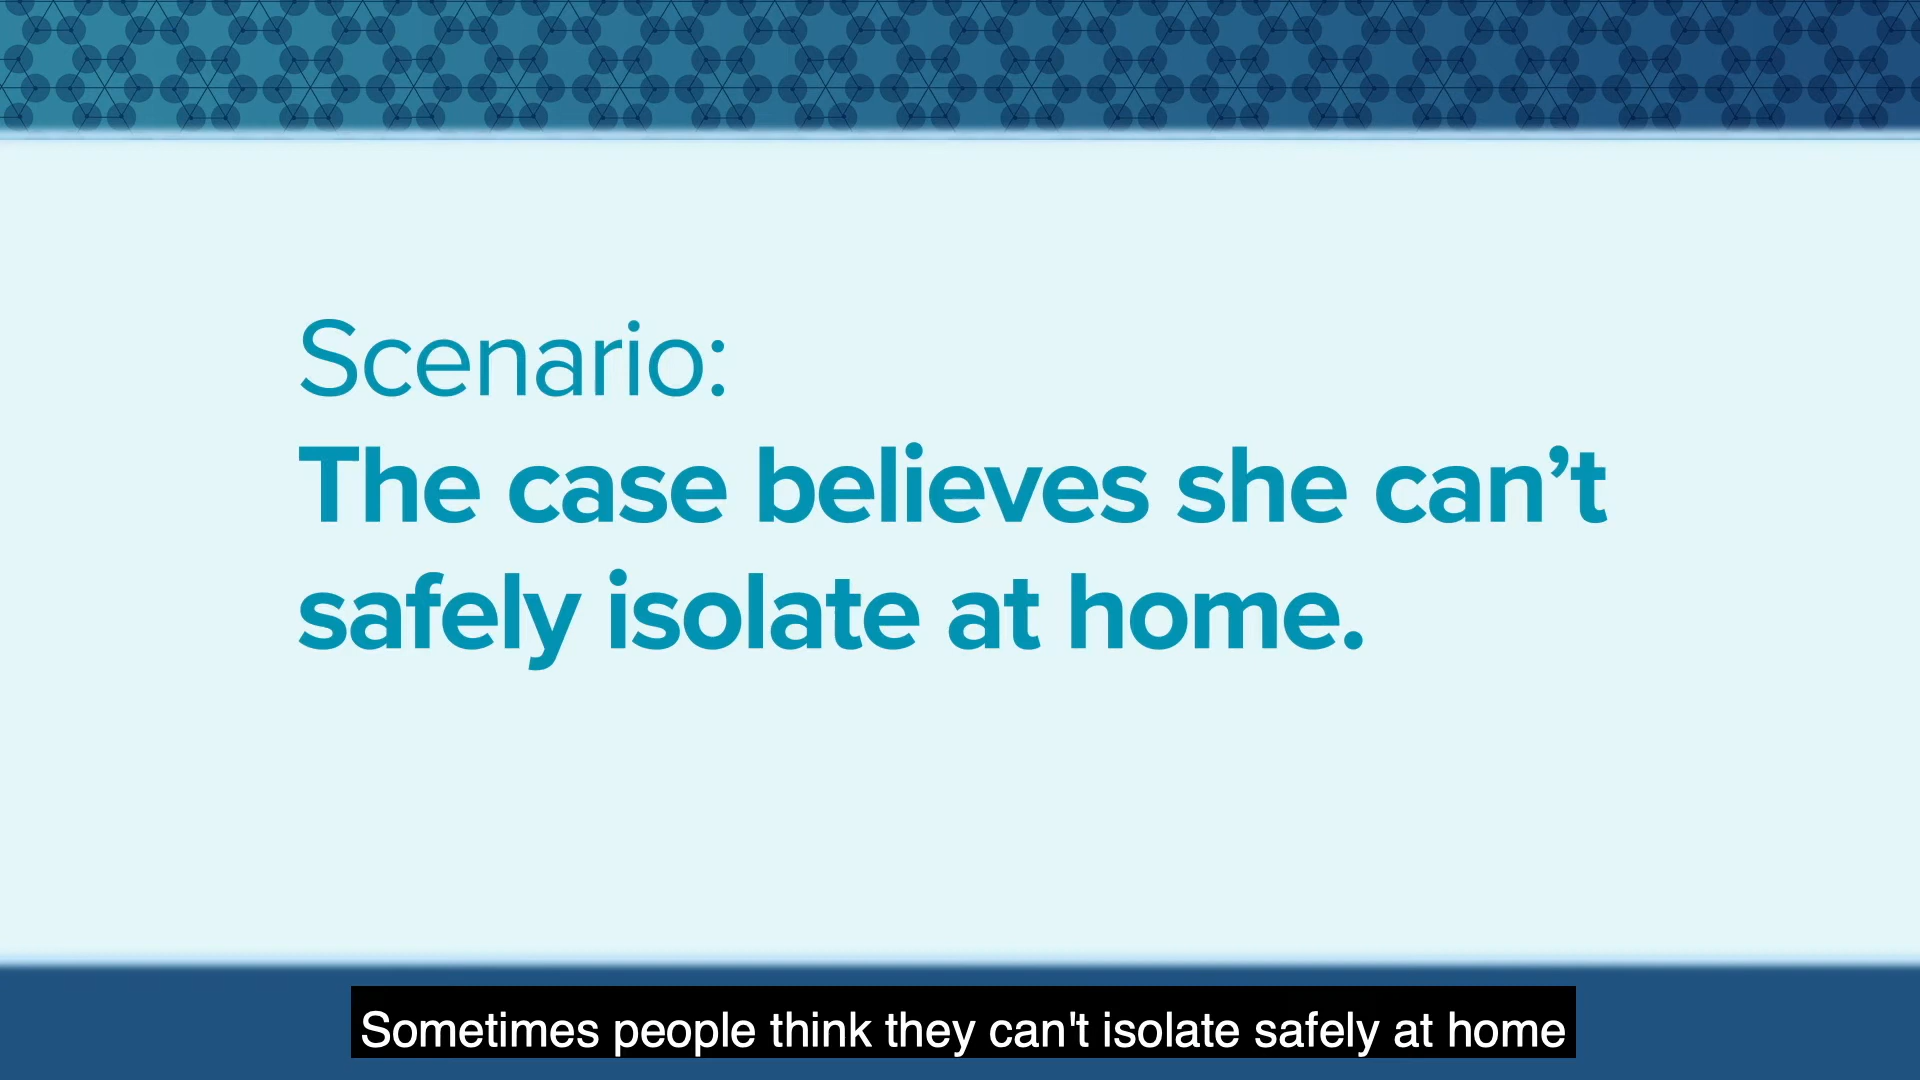 Scenario:
The case believes she can’t
safely isolate at home.
Sometimes people think they can't isolate safely at home